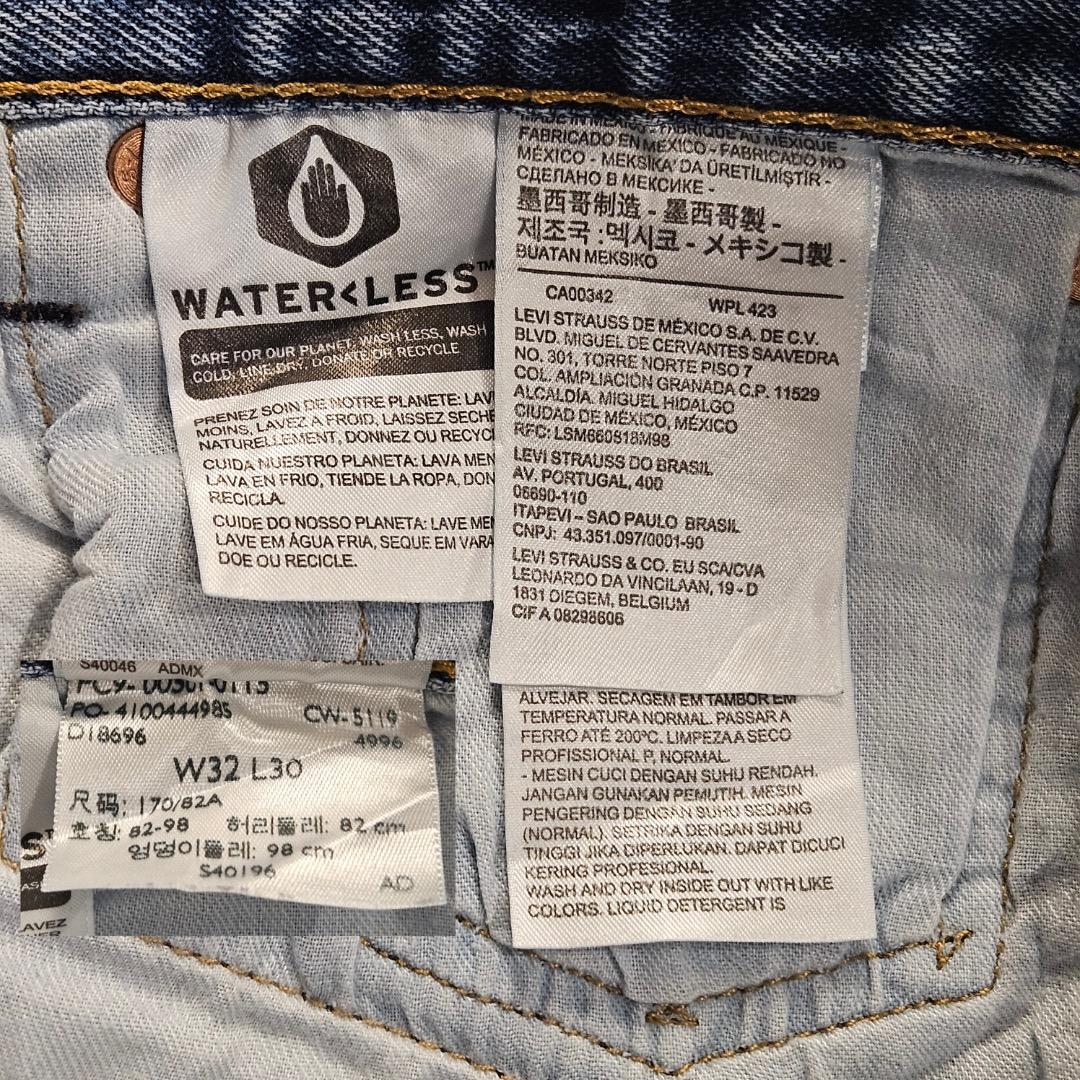 WATER<LESS™
CARE FOR OUR PLANET, WASH LESS, WASH
COLD, LINE DRY, DONATE OR RECYCLE
PRENEZ SOIN DE NOTRE PLANETE: LAV
MOINS, LAVEZ A FROID, LAISSEZ SECHE
NATURELLEMENT, DONNEZ OU RECYC
CUIDA NUESTRO PLANETA: LAVA MEN
LAVA EN FRIO, TIENDE LA ROPA, DON
RECICLA.
CUIDE DO NOSSO PLANETA: LAVE ME
LAVE EM ÁGUA FRIA, SEQUE EM VARA
DOE OU RECICLE.
MADE IN MEXICO - FABRIQUE AU MEXIQUE -
FABRICADO EN MÉXICO - FABRICADO NO
MÉXICO - MEKSİKA'DA ÜRETİLMİŞTİR -
СДЕЛАНО В МЕКСИКЕ -
墨西哥制造 - 墨西哥製 -
제조국 :멕시코 - メキシコ製 -
BUATAN MEKSIKO
CA00342 WPL 423
LEVI STRAUSS DE MÉXICO S.A. DE C.V.
BLVD. MIGUEL DE CERVANTES SAAVEDRA
NO. 301, TORRE NORTE PISO 7
COL. AMPLIACIÓN GRANADA C.P. 11529
ALCALDÍA. MIGUEL HIDALGO
CIUDAD DE MÉXICO, MÉXICO
RFC: LSM660818M98
LEVI STRAUSS DO BRASIL
AV. PORTUGAL, 400
06690-110
ITAPEVI - SAO PAULO BRASIL
CNPJ: 43.351.097/0001-90
LEVI STRAUSS & CO. EU SCA/CVA
LEONARDO DA VINCILAAN, 19 - D
1831 DIEGEM, BELGIUM
CIF A 08298606
ALVEJAR. SECAGEM EM TAMBOR EM
TEMPERATURA NORMAL. PASSAR A
FERRO ATÉ 200ºC. LIMPEZA A SECO
PROFISSIONAL P, NORMAL.
- MESIN CUCI DENGAN SUHU RENDAH.
JANGAN GUNAKAN PEMUTIH. MESIN
PENGERING DENGAN SUHU SEDANG
(NORMAL). SETRIKA DENGAN SUHU
TINGGI JIKA DIPERLUKAN. DAPAT DICUCI
KERING PROFESIONAL.
WASH AND DRY INSIDE OUT WITH LIKE
COLORS. LIQUID DETERGENT IS
S40046 ADMX
PC9-00501-0115
PO-4100444985 CW-5119
D18696 4996
W32 L30
尺码: 170/82A
호칭: 82-98 허리둘레: 82 cm
엉덩이둘레: 98 cm
S40196
AD
AVEZ